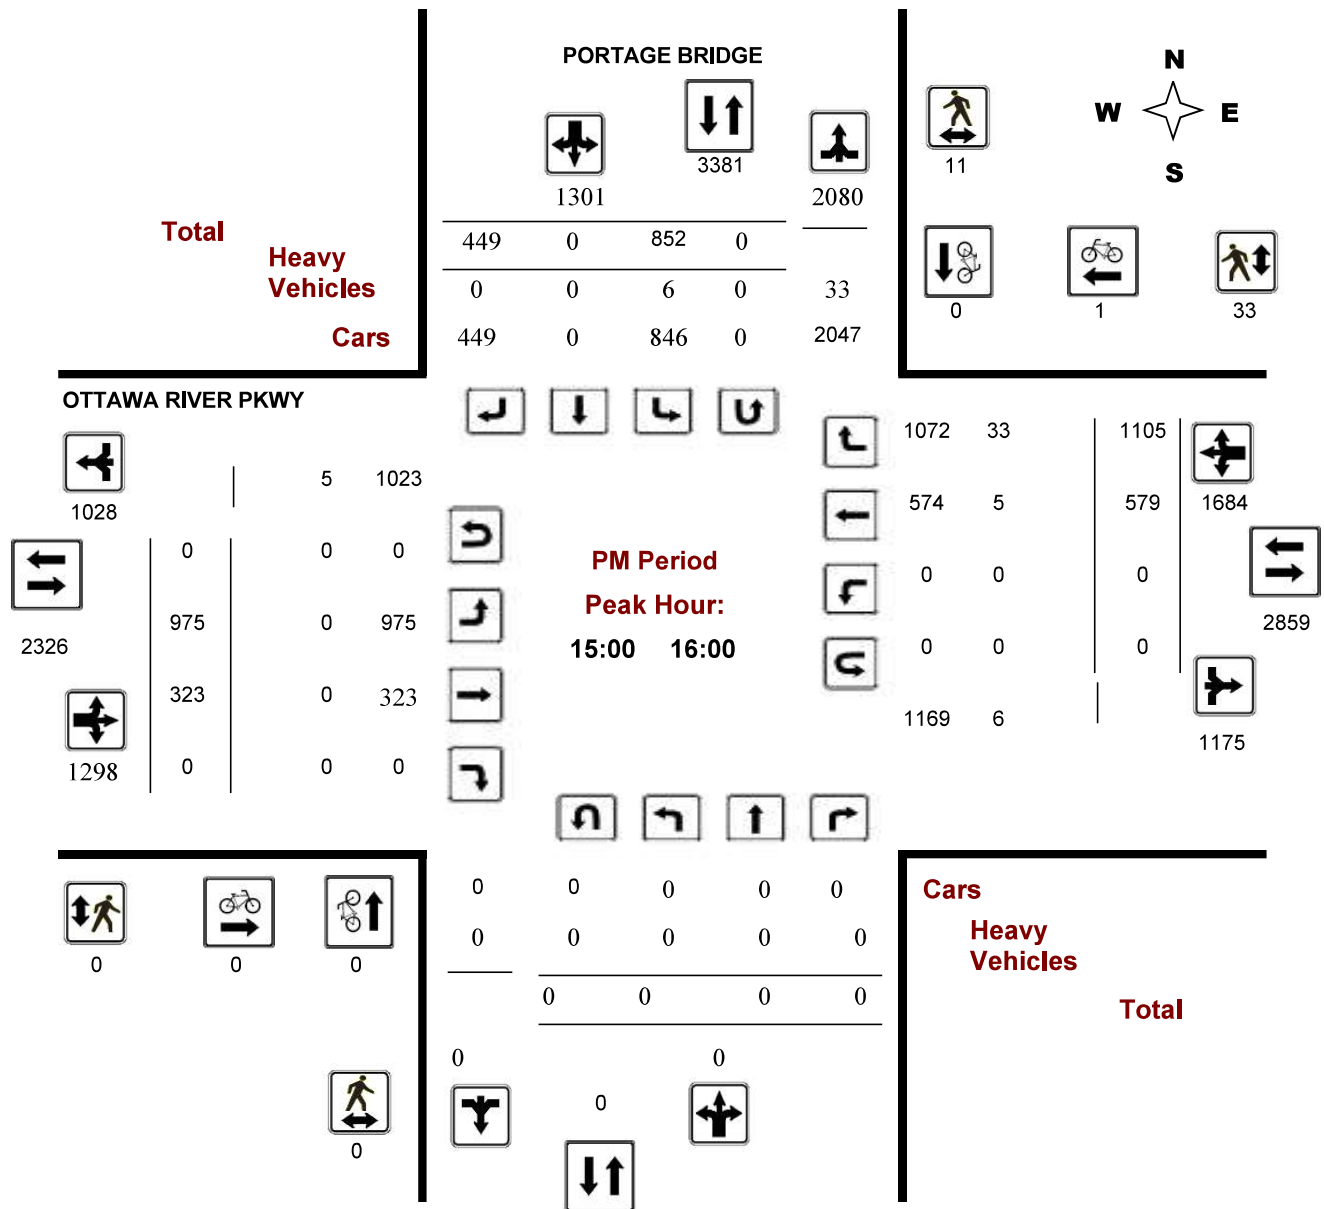 PORTAGE BRIDGE
N
W E
S
3381
11
1301
2080
Total
449 0 852 0
Heavy
Vehicles
0 0 6 0 33
0 1 33
Cars
449 0 846 0 2047
OTTAWA RIVER PKWY
1072 33 1105
5 1023
1028
574 5 579 1684
0 0 0
PM Period
0 0 0
Peak Hour:
975 0 975
2326
2859
15:00 16:00
0 0 0
323 0 323
1169 6
1175
1298 0 0 0
0 0 0 0 0
Cars
0 0 0 0 0
Heavy
Vehicles
0 0 0
0 0 0 0
Total
0 0
0
0